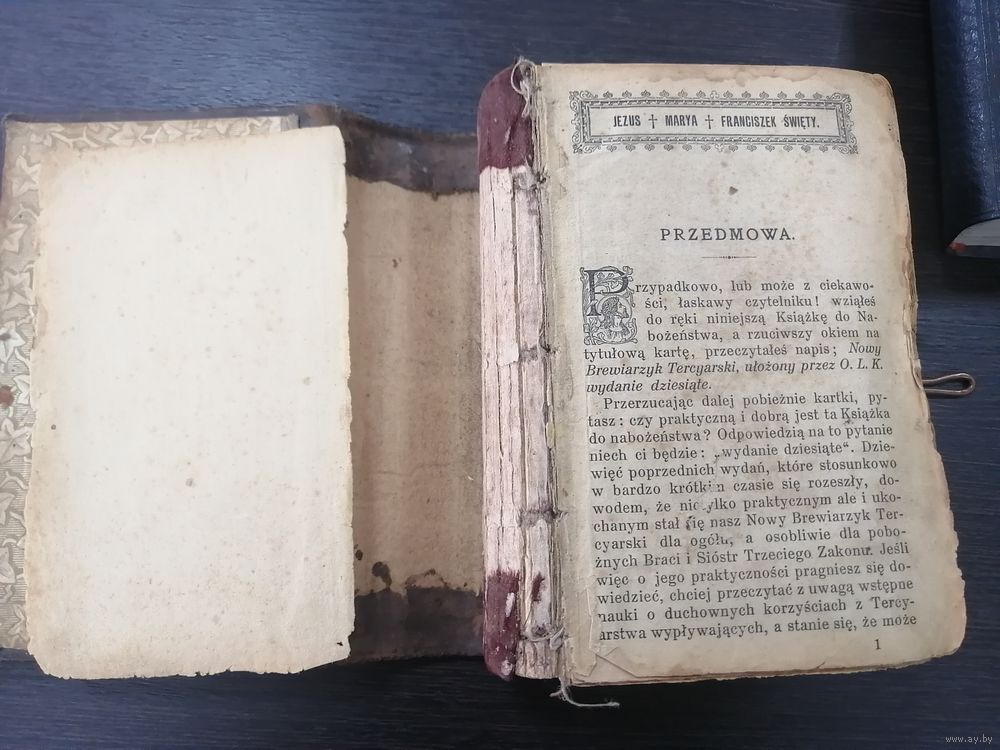 JEZUS † MARYA † FRANCISZEK ŚWIĘTY.
PRZEDMOWA.
Przypadkowo, lub może z ciekawo-
ści, łaskawy czytelniku! wziąłeś
do ręki niniejszą Książkę do Na-
bożeństwa, a rzuciwszy okiem na
tytułową kartę, przeczytałeś napis; Nowy
Brewiarzyk Tercyarski, ułożony przez O. L. K.
wydanie dziesiąte.
Przerzucając dalej pobieżnie kartki, py-
tasz: czy praktyczną i dobrą jest ta Książka
do nabożeństwa? Odpowiedzią na to pytanie
niech ci będzie: „wydanie dziesiąte“. Dzie-
więć poprzednich wydań, które stosunkowo
w bardzo krótkim czasie się rozeszły, do-
wodem, że nietylko praktycznym ale i uko-
chanym stał się nasz Nowy Brewiarzyk Ter-
cyarski dla ogółu, a osobliwie dla pobo-
żnych Braci i Sióstr Trzeciego Zakonu. Jeśli
więc o jego praktyczności pragniesz się do-
wiedzieć, chciej przeczytać z uwagą wstępne
nauki o duchownych korzyściach z Tercy-
arstwa wypływających, a stanie się, że może
1
www.ay.by